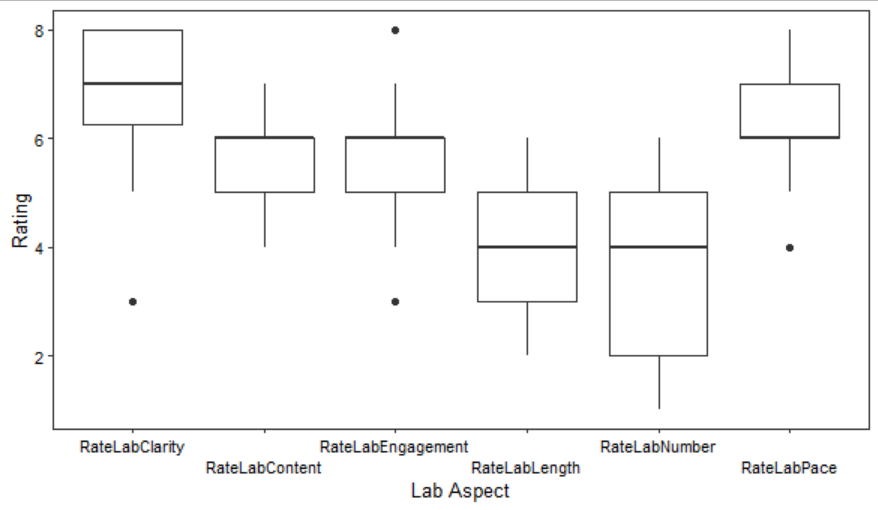 8
6
4
2
Rating
RateLabClarity
RateLabContent
RateLabEngagement
RateLabLength
RateLabNumber
RateLabPace
Lab Aspect